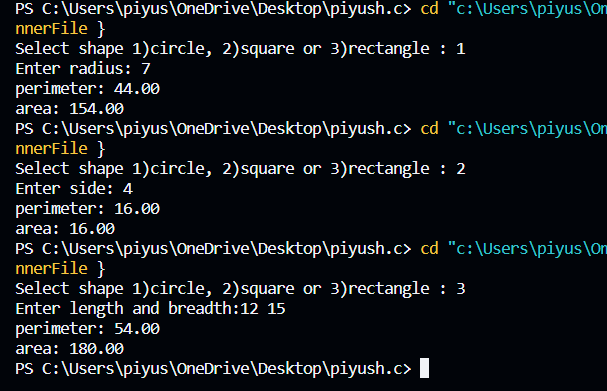 PS C:\Users\piyus\OneDrive\Desktop\piyush.c> cd "c:\Users\piyus\On
nnerFile }
Select shape 1)circle, 2)square or 3)rectangle : 1
Enter radius: 7
perimeter: 44.00
area: 154.00
PS C:\Users\piyus\OneDrive\Desktop\piyush.c> cd "c:\Users\piyus\On
nnerFile }
Select shape 1)circle, 2)square or 3)rectangle : 2
Enter side: 4
perimeter: 16.00
area: 16.00
PS C:\Users\piyus\OneDrive\Desktop\piyush.c> cd "c:\Users\piyus\On
nnerFile }
Select shape 1)circle, 2)square or 3)rectangle : 3
Enter length and breadth:12 15
perimeter: 54.00
area: 180.00
PS C:\Users\piyus\OneDrive\Desktop\piyush.c>